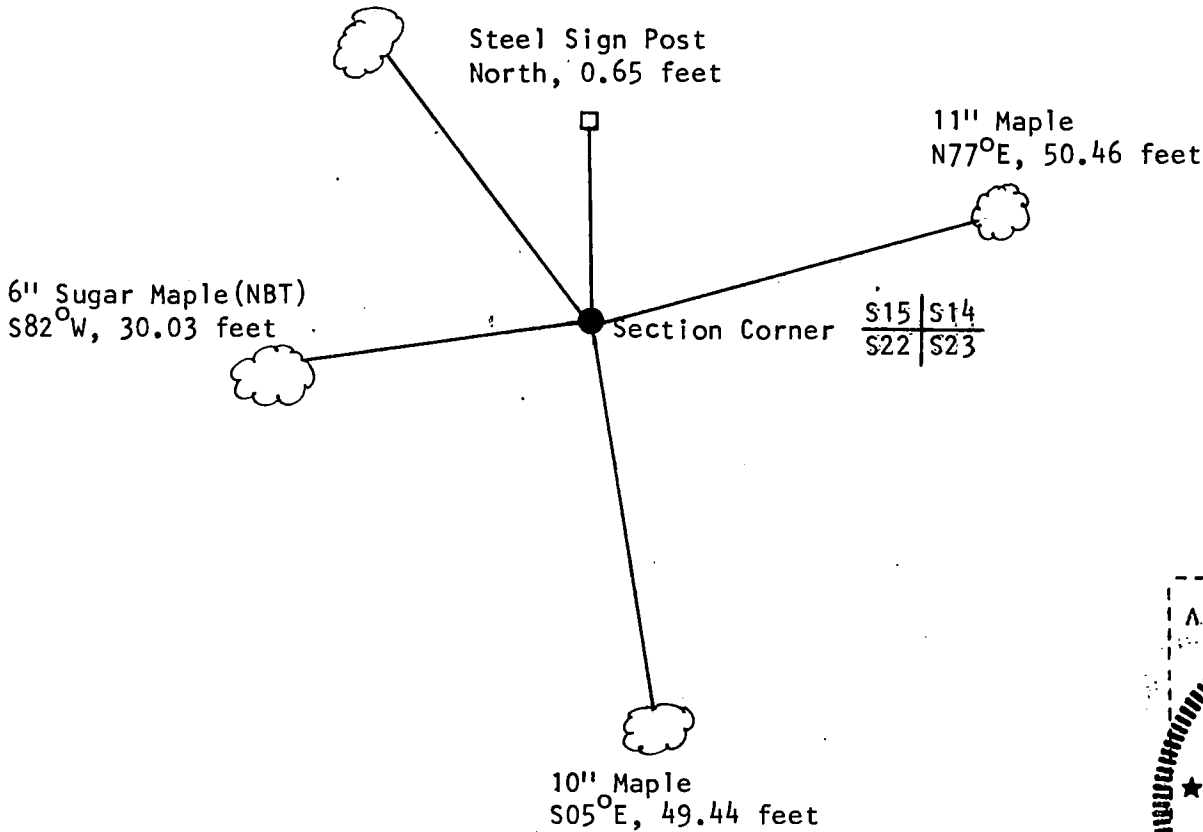 Steel Sign Post
North, 0.65 feet
11" Maple
N77°E, 50.46 feet
6" Sugar Maple(NBT)
S82°W, 30.03 feet
Section Corner
S15 S14
S22 S23
10" Maple
S05°E, 49.44 feet